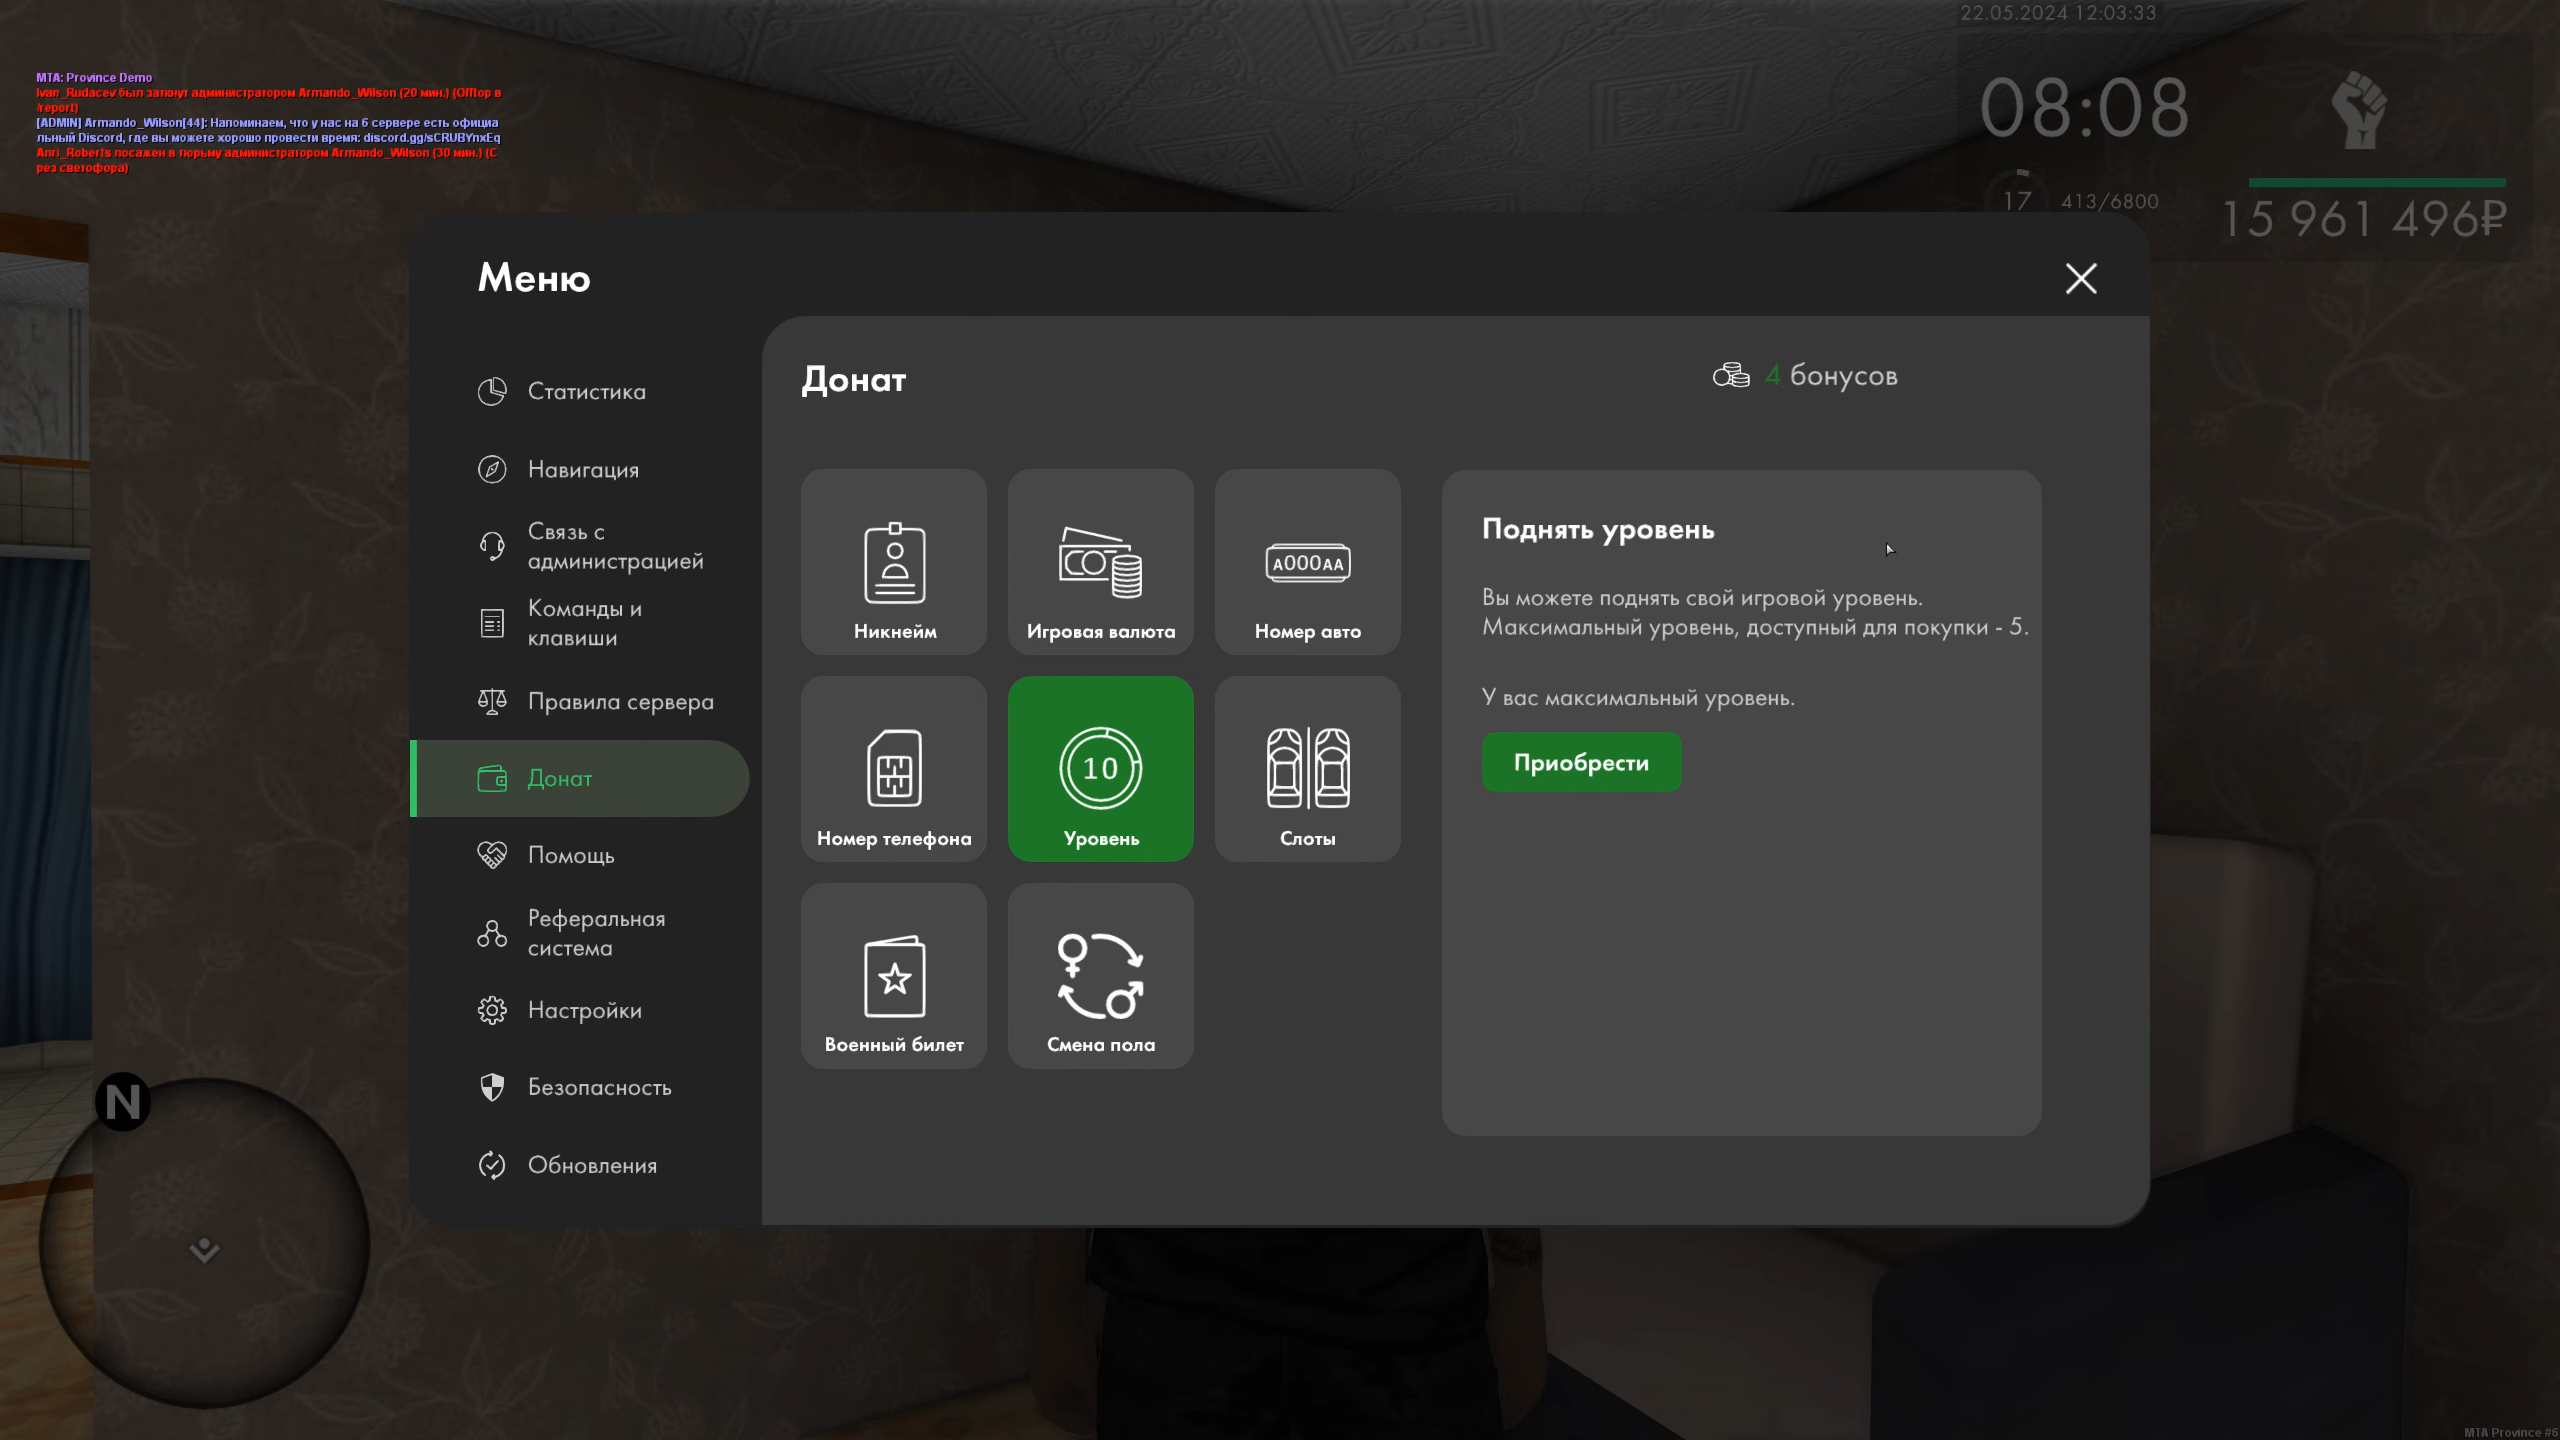 22.05.2024 12:03:33
MTA: Province Demo
Ivan_Rudacev был заткнут администратором Armando_Wilson (20 мин.) (Offtop в
/report)
[ADMIN] Armando_Wilson[44]: Напоминаем, что у нас на 6 сервере есть официа
льный Discord, где вы можете хорошо провести время: discord.gg/sCRUBYnxEq
Anri_Roberts посажен в тюрьму администратором Armando_Wilson (30 мин.) (С
рез светофора)
08:08
17 413/6800
15 961 496₽
Меню
Статистика
Навигация
Связь с
администрацией
Команды и
клавиши
Правила сервера
Донат
Помощь
Реферальная
система
Настройки
Безопасность
Обновления
Донат
4 бонусов
Никнейм
Игровая валюта
A000AA
Номер авто
Номер телефона
10
Уровень
Слоты
Военный билет
Смена пола
Поднять уровень
Вы можете поднять свой игровой уровень.
Максимальный уровень, доступный для покупки - 5.
У вас максимальный уровень.
Приобрести
N
MTA Province #6